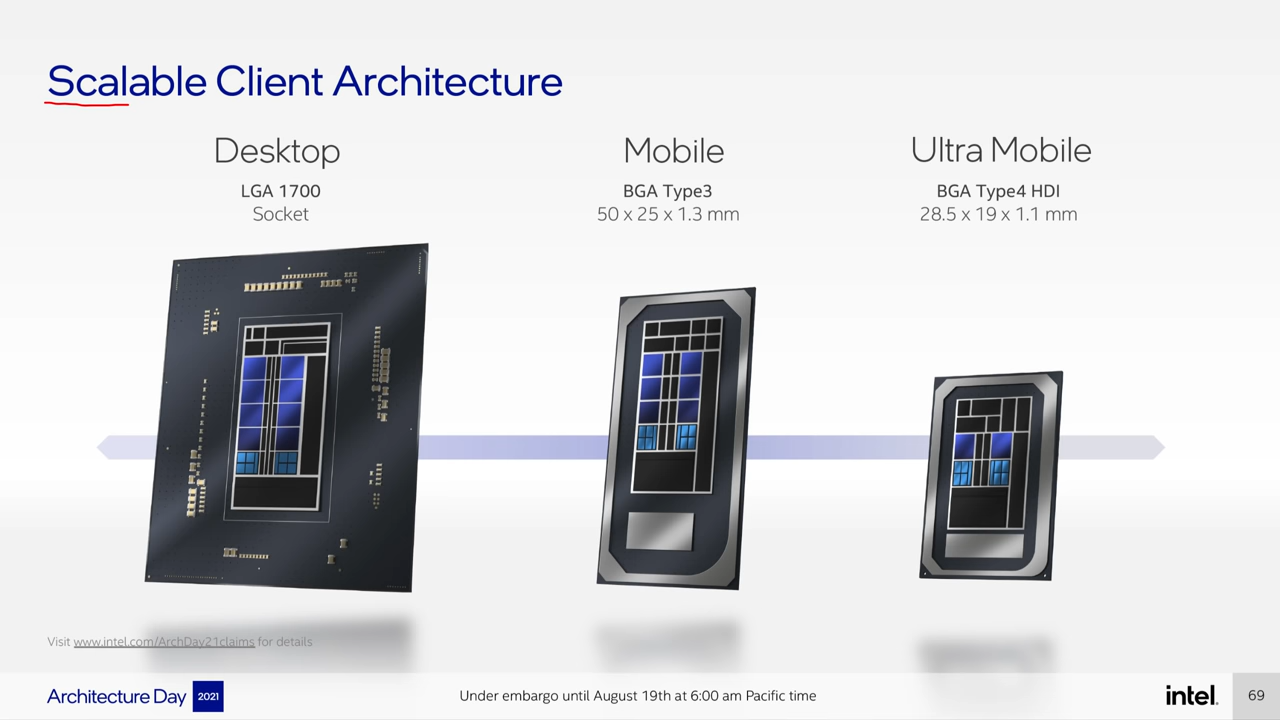 Scalable Client Architecture
Desktop
LGA 1700
Socket
Mobile
BGA Type3
50 x 25 x 1.3 mm
Ultra Mobile
BGA Type4 HDI
28.5 x 19 x 1.1 mm
Visit www.intel.com/ArchDay21claims for details
Architecture Day 2021
Under embargo until August 19th at 6:00 am Pacific time
intel.
69